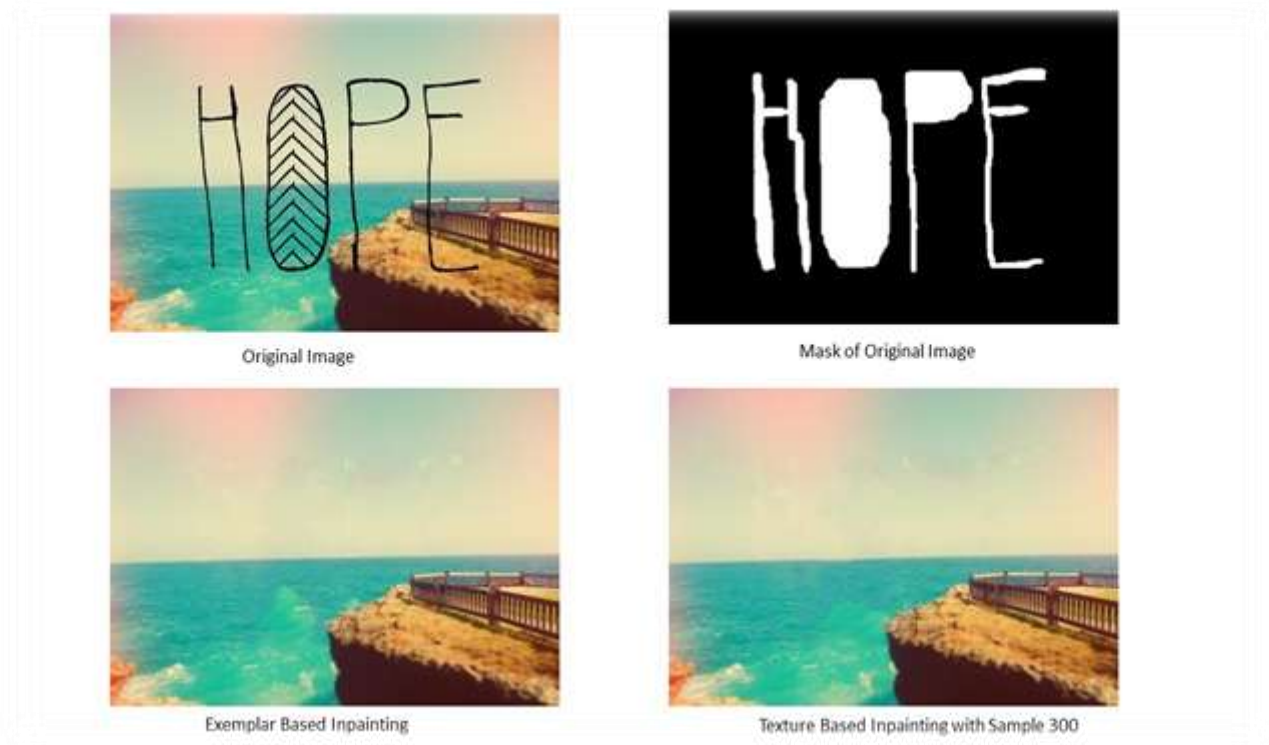 HOPE
HOPE
Original Image
Mask of Original Image
Exemplar Based Inpainting
Texture Based Inpainting with Sample 300